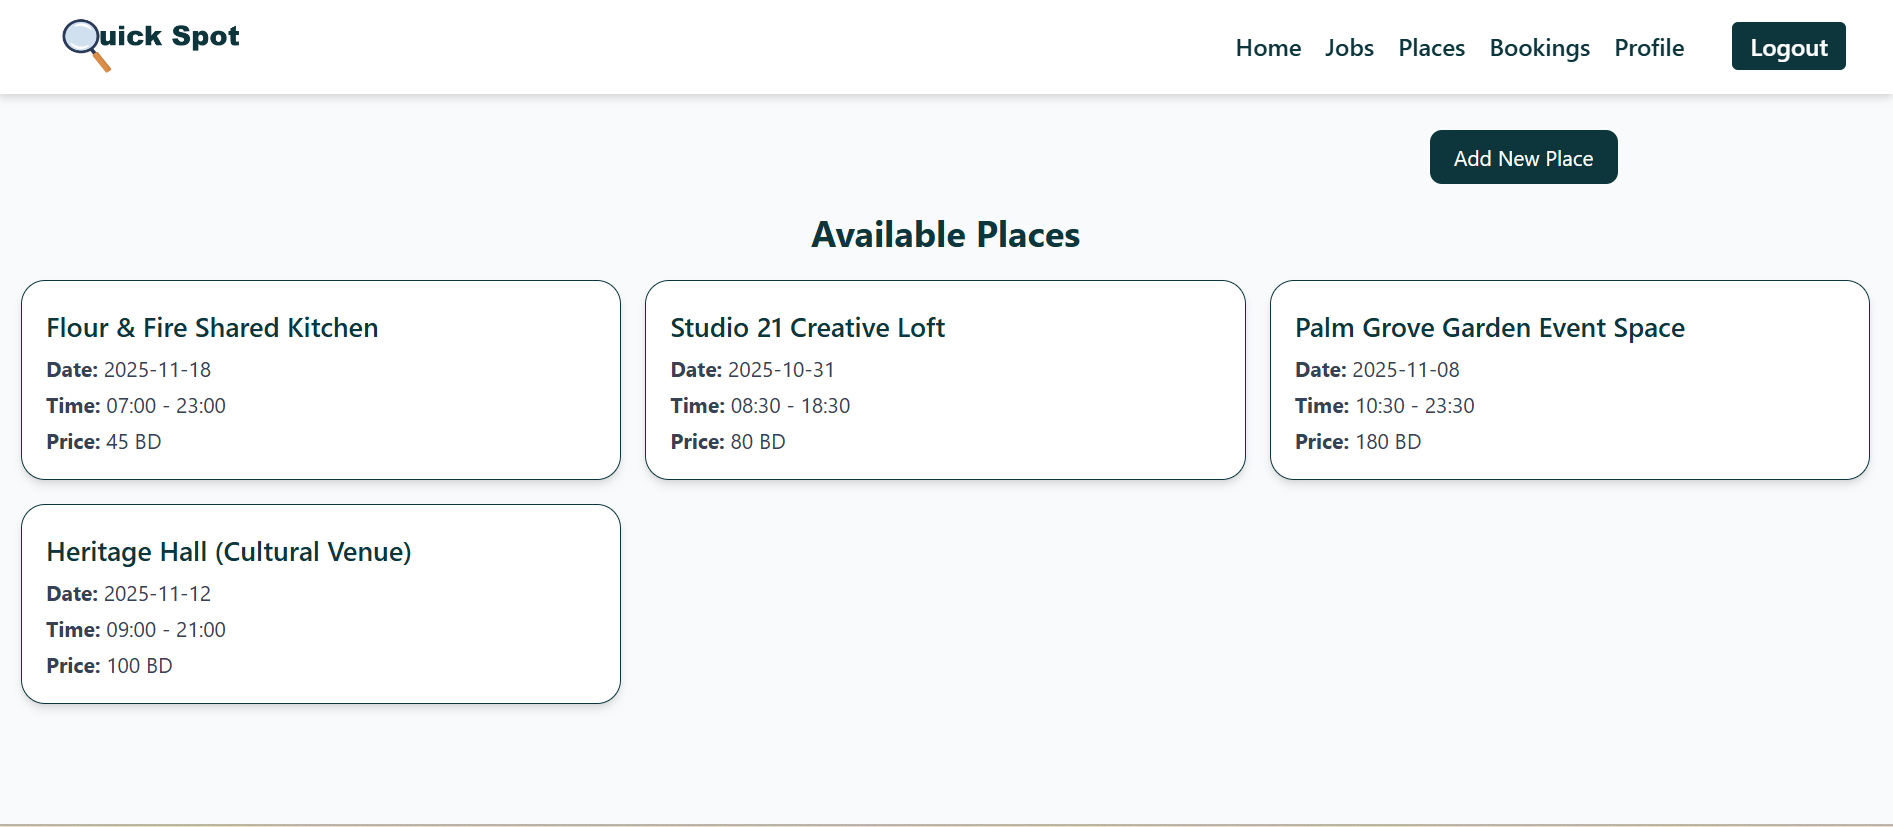 uick Spot
Home Jobs Places Bookings Profile Logout
Add New Place
Available Places
Flour & Fire Shared Kitchen
Date: 2025-11-18
Time: 07:00 - 23:00
Price: 45 BD
Studio 21 Creative Loft
Date: 2025-10-31
Time: 08:30 - 18:30
Price: 80 BD
Palm Grove Garden Event Space
Date: 2025-11-08
Time: 10:30 - 23:30
Price: 180 BD
Heritage Hall (Cultural Venue)
Date: 2025-11-12
Time: 09:00 - 21:00
Price: 100 BD